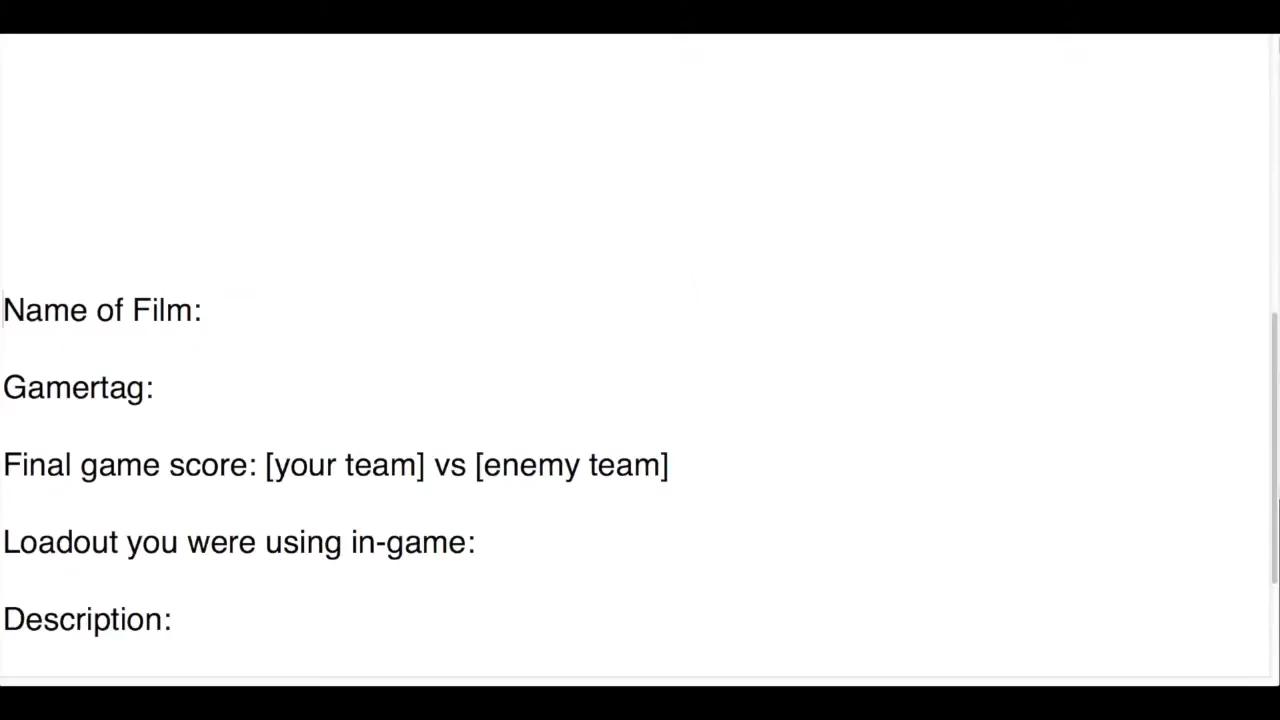 Name of Film:
Gamertag:
Final game score: [your team] vs [enemy team]
Loadout you were using in-game:
Description: